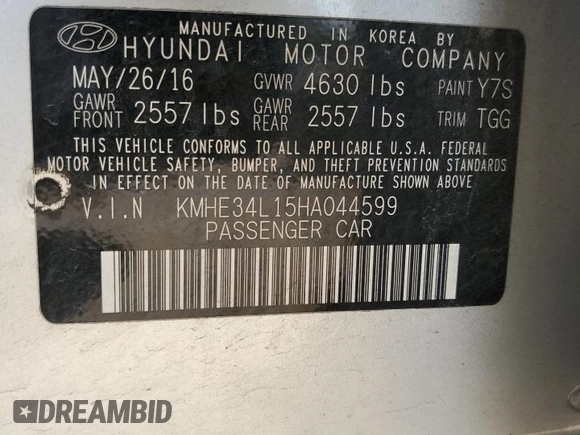 MANUFACTURED IN KOREA BY
HYUNDAI MOTOR COMPANY
MAY/26/16 GVWR 4630 lbs PAINT Y7S
GAWR FRONT 2557 lbs GAWR REAR 2557 lbs TRIM TGG
THIS VEHICLE CONFORMS TO ALL APPLICABLE U.S.A. FEDERAL
MOTOR VEHICLE SAFETY, BUMPER, AND THEFT PREVENTION STANDARDS
IN EFFECT ON THE DATE OF MANUFACTURE SHOWN ABOVE
V.I.N KMHE34L15HA044599
PASSENGER CAR
DREAMBID